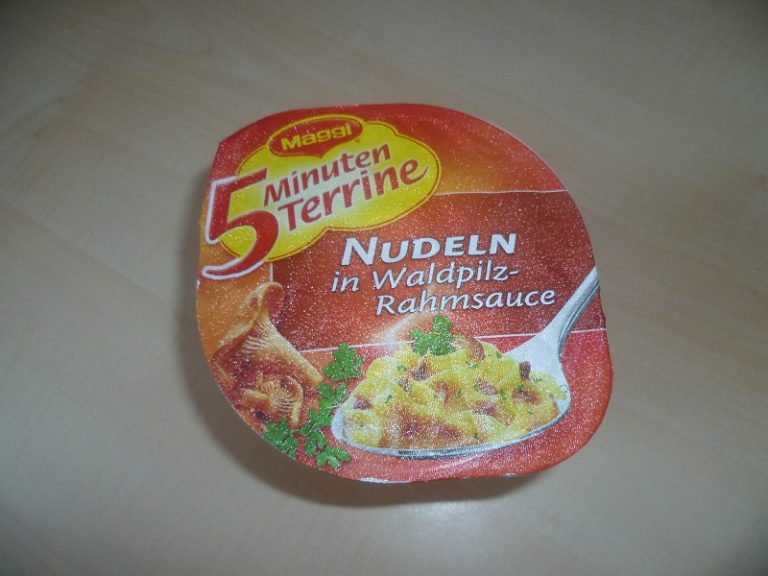 Maggi
5 Minuten
Terrine
NUDELN
in Waldpilz-
Rahmsauce